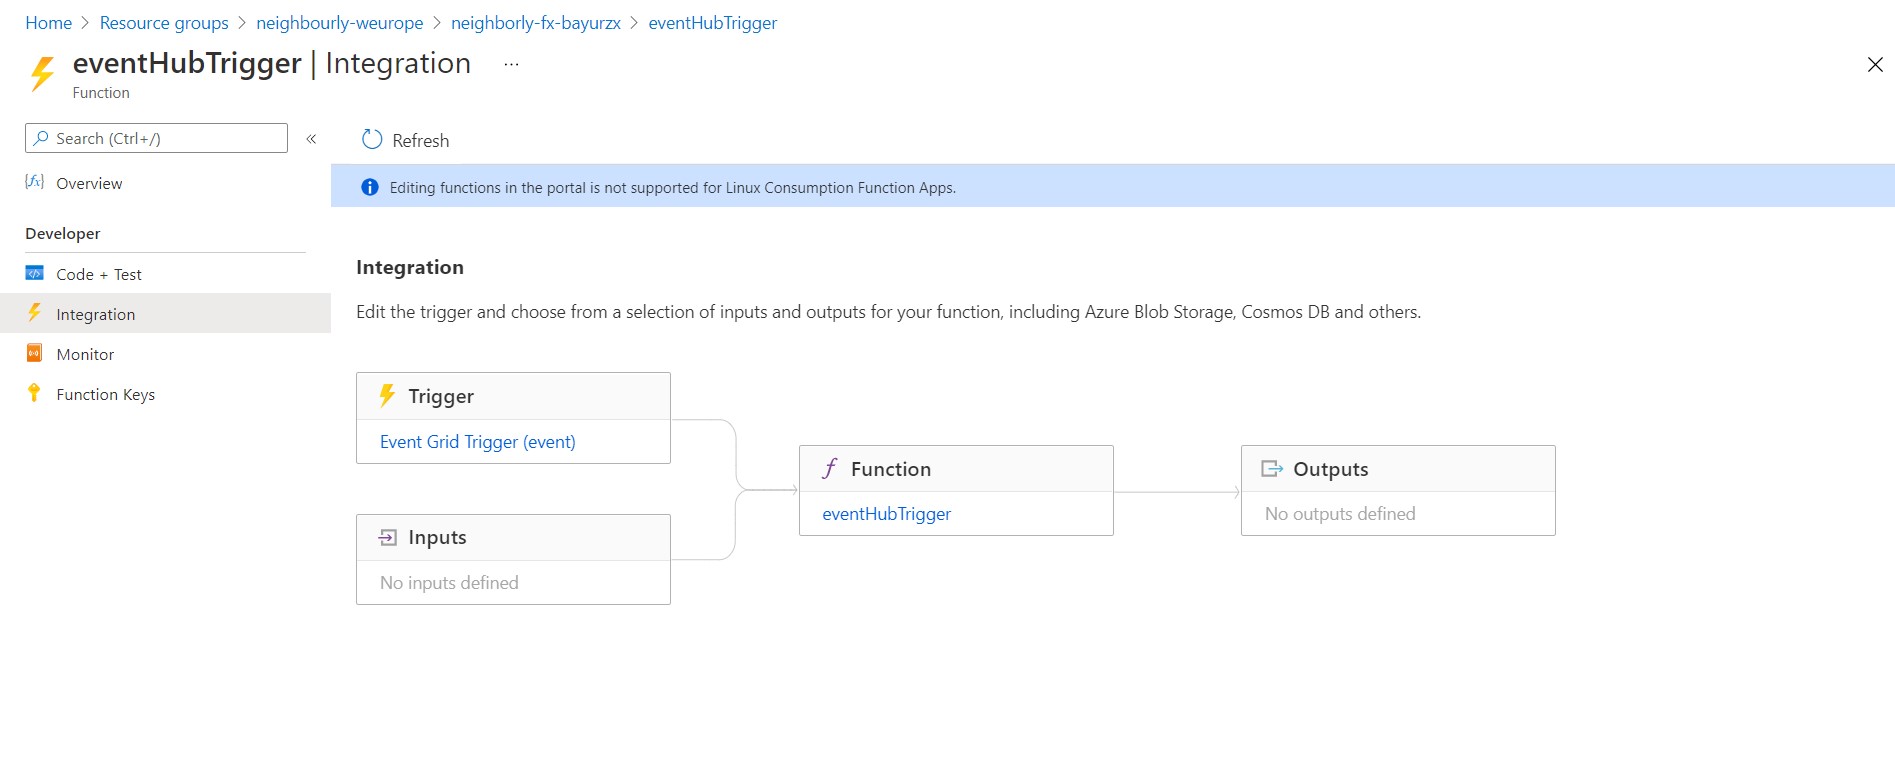 Home > Resource groups > neighbourly-weurope > neighborly-fx-bayurzx > eventHubTrigger
eventHubTrigger | Integration ...
Function
Search (Ctrl+/) «
Refresh
Overview
Editing functions in the portal is not supported for Linux Consumption Function Apps.
Developer
Code + Test
Integration
Monitor
Function Keys
Integration
Edit the trigger and choose from a selection of inputs and outputs for your function, including Azure Blob Storage, Cosmos DB and others.
Trigger
Event Grid Trigger (event)
Inputs
No inputs defined
Function
eventHubTrigger
Outputs
No outputs defined